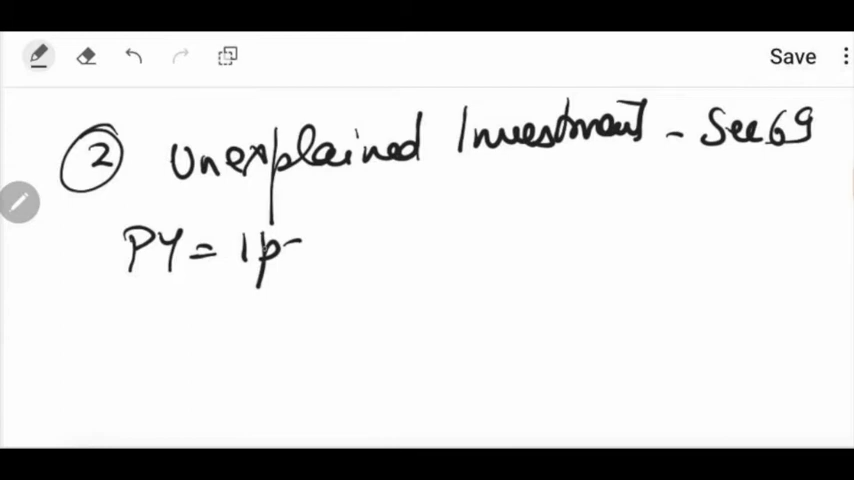 Save
2 Unexplained Investment - Sec 69
PY = 1p